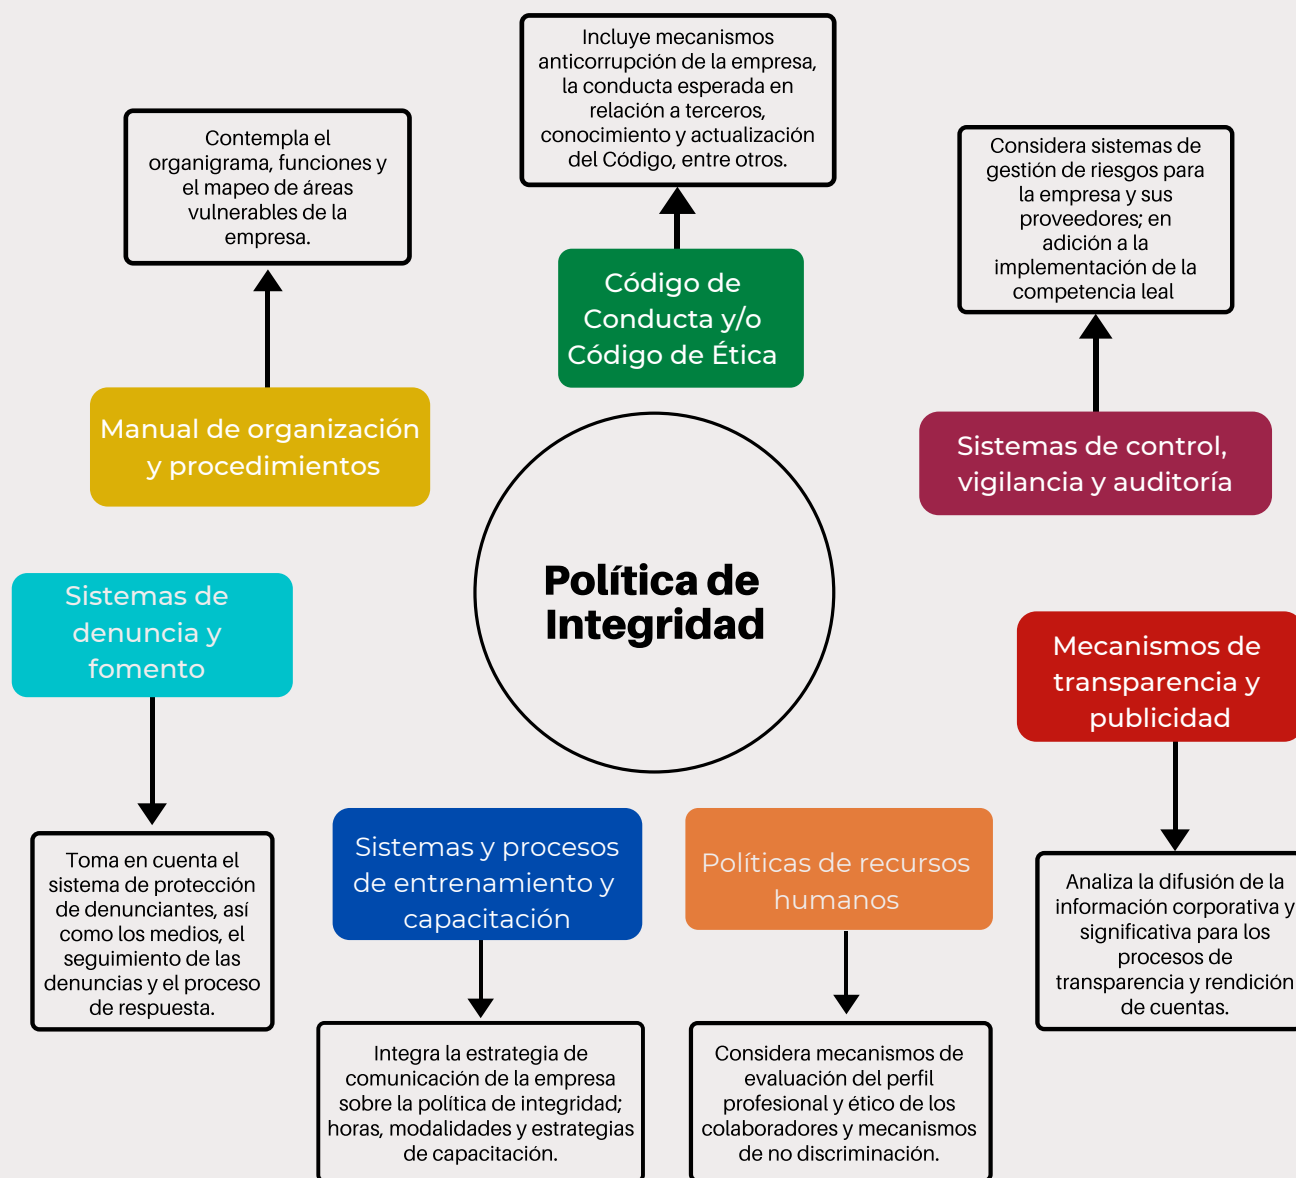 Incluye mecanismos
anticorrupción de la empresa,
la conducta esperada en
relación a terceros,
conocimiento y actualización
del Código, entre otros.
Contempla el
organigrama, funciones y
el mapeo de áreas
vulnerables de la
empresa.
Considera sistemas de
gestión de riesgos para
la empresa y sus
proveedores; en
adición a la
implementación de la
competencia leal
Código de
Conducta y/o
Código de Ética
Manual de organización
y procedimientos
Sistemas de control,
vigilancia y auditoría
Política de
Integridad
Sistemas de
denuncia y
fomento
Mecanismos de
transparencia y
publicidad
Toma en cuenta el
sistema de protección
de denunciantes, así
como los medios, el
seguimiento de las
denuncias y el proceso
de respuesta.
Sistemas y procesos
de entrenamiento y
capacitación
Políticas de recursos
humanos
Analiza la difusión de la
información corporativa y
significativa para los
procesos de
transparencia y rendición
de cuentas.
Integra la estrategia de
comunicación de la empresa
sobre la política de integridad;
horas, modalidades y estrategias
de capacitación.
Considera mecanismos de
evaluación del perfil
profesional y ético de los
colaboradores y mecanismos
de no discriminación.